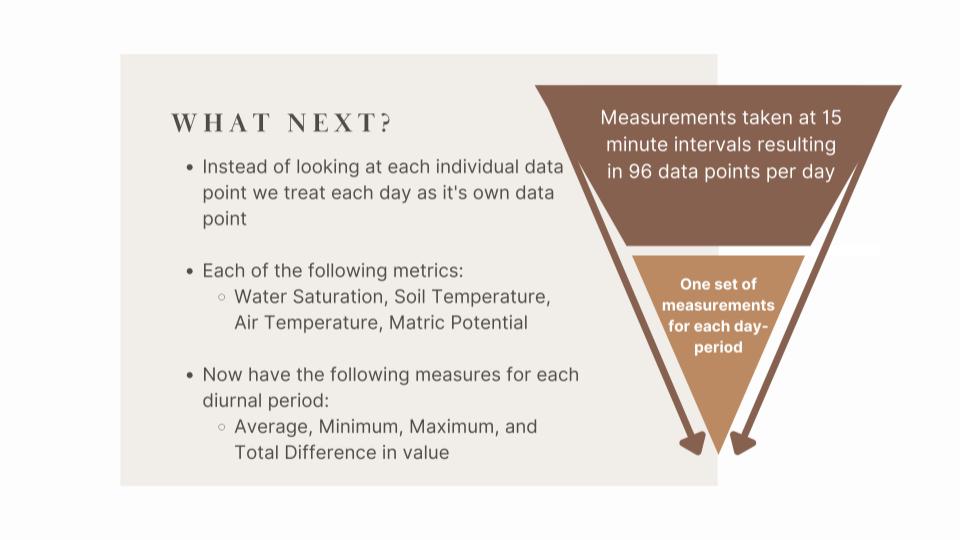 WHAT NEXT?
• Instead of looking at each individual data
point we treat each day as it's own data
point
• Each of the following metrics:
○ Water Saturation, Soil Temperature,
Air Temperature, Matric Potential
• Now have the following measures for each
diurnal period:
○ Average, Minimum, Maximum, and
Total Difference in value
Measurements taken at 15
minute intervals resulting
in 96 data points per day
One set of
measurements
for each day-
period